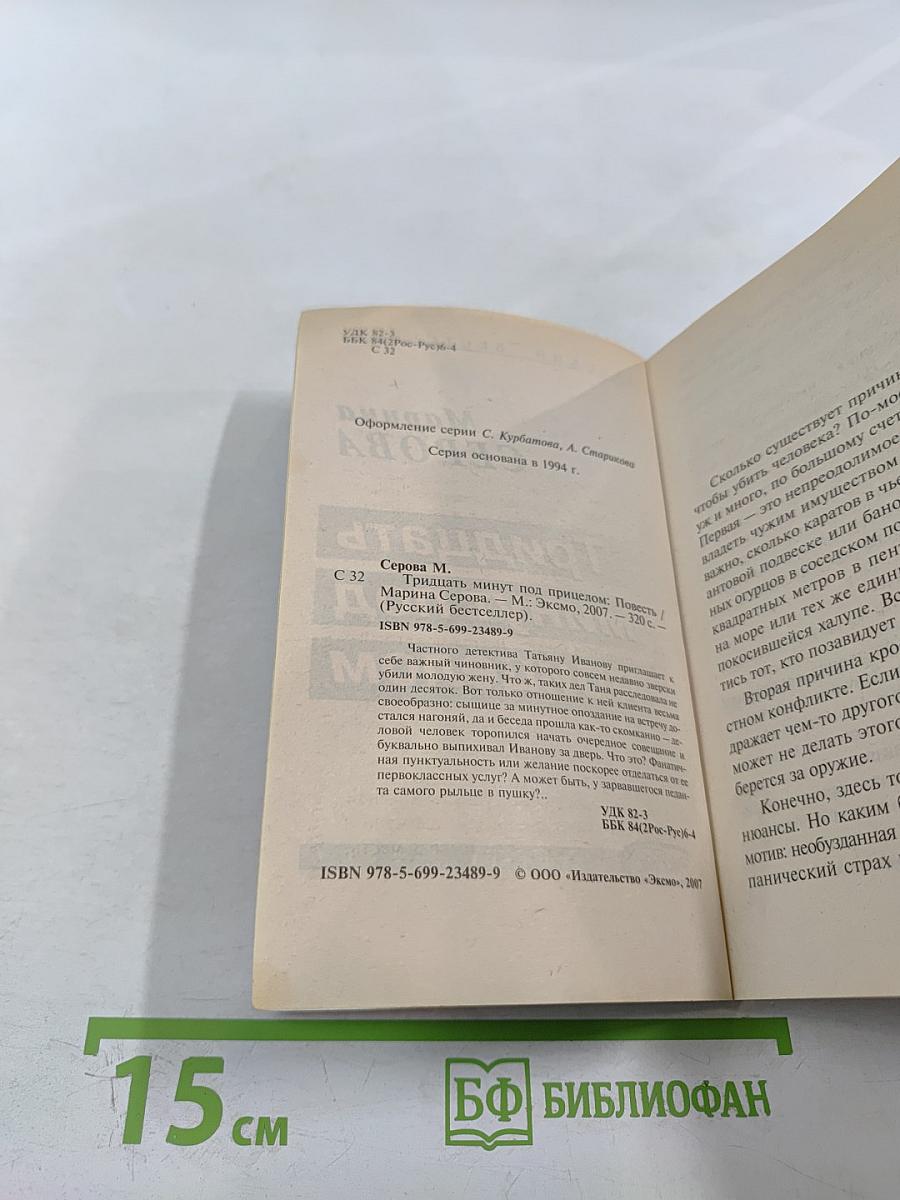 УДК 82-3
ББК 84(2Рос-Рус)6-4
С 32
Оформление серии С. Курбатова, А. Старикова
Серия основана в 1994 г.
Серова М.
С 32 Тридцать минут под прицелом: Повесть /
Марина Серова. — М.: Эксмо, 2007. — 320 с. —
(Русский бестселлер).
ISBN 978-5-699-23489-9
Частного детектива Татьяну Иванову приглашает к
себе важный чиновник, у которого совсем недавно зверски
убили молодую жену. Что ж, таких дел Таня расследовала не
один десяток. Вот только отношение к ней клиента весьма
своеобразно: сыщице за минутное опоздание на встречу до-
стался нагоняй, да и беседа прошла как-то скомканно — де-
ловой человек торопился начать очередное совещание и
буквально выпихивал Иванову за дверь. Что это? Фанатич-
ная пунктуальность или желание поскорее отделаться от ее
первоклассных услуг? А может быть, у зарвавшегося педан-
та самого рыльце в пушку?..
УДК 82-3
ББК 84(2Рос-Рус)6-4
ISBN 978-5-699-23489-9 © ООО «Издательство «Эксмо», 2007
Сколько существует причин
чтобы убить человека? По-мо
уж и много, по большому счет
Первая — это непреодолимое
владеть чужим имуществом
важно, сколько каратов в чье
антовой подвеске или бано
ных огурцов в соседском по
квадратных метров в пен
на море или тех же един
покосившейся халупе. Вс
тись тот, кто позавидует
Вторая причина кро
стном конфликте. Если
дражает чем-то другого
может не делать этого
берется за оружие.
Конечно, здесь то
нюансы. Но каким б
мотив: необузданная
панический страх
15 см
БФ БИБЛИОФАН